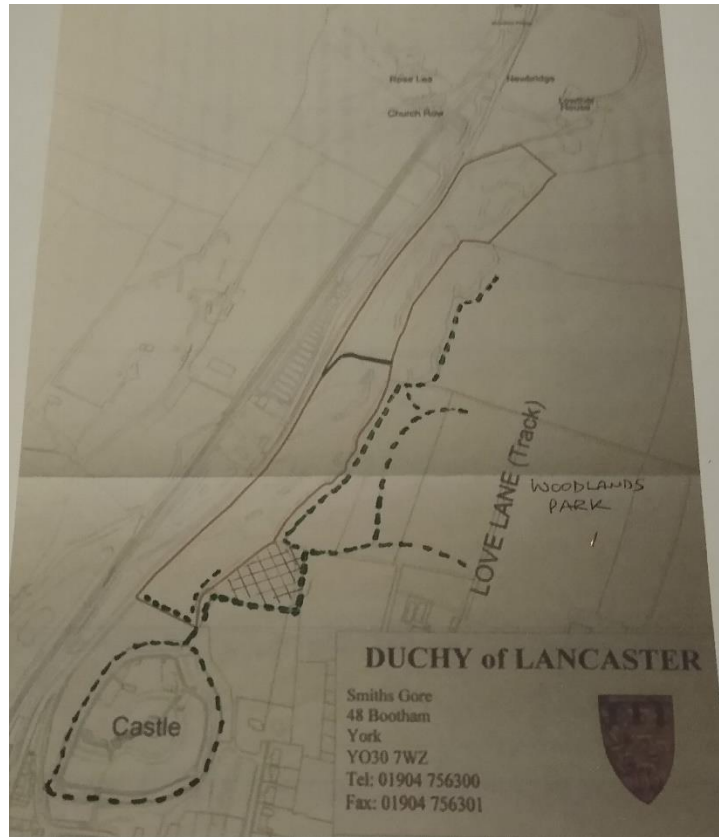 Rose Lea
Newbridge
Church Row
House
LOVE LANE (Track)
WOODLANDS
PARK
Castle
DUCHY of LANCASTER
Smiths Gore
48 Bootham
York
YO30 7WZ
Tel: 01904 756300
Fax: 01904 756301